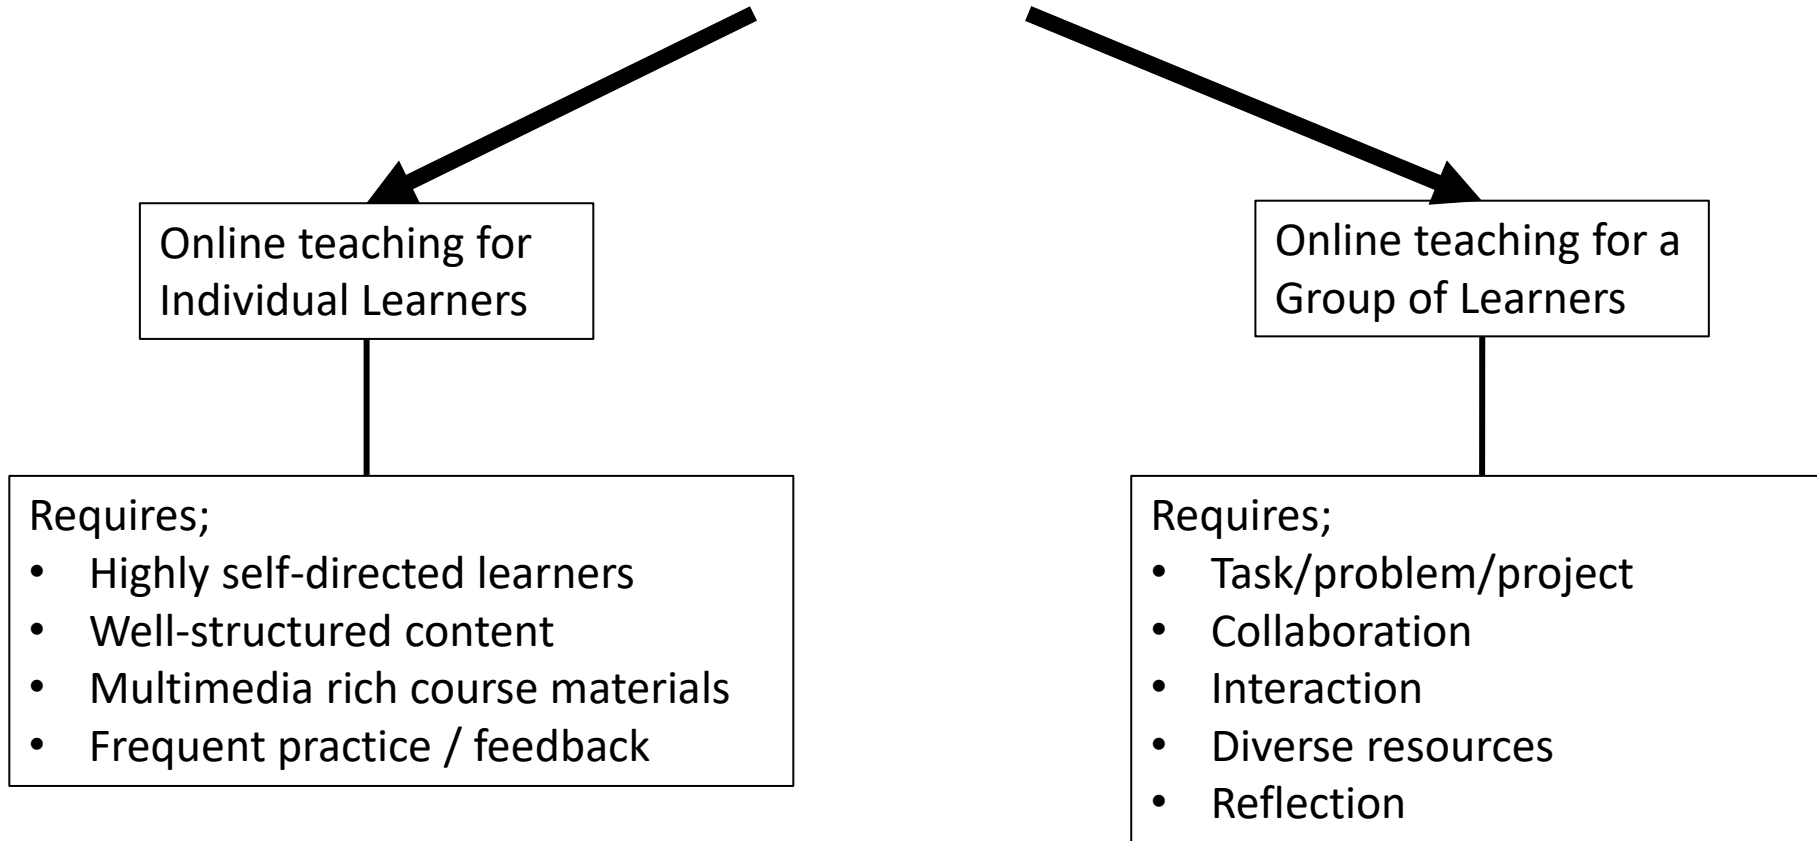 Online teaching for
Individual Learners
Online teaching for a
Group of Learners
Requires;
• Highly self-directed learners
• Well-structured content
• Multimedia rich course materials
• Frequent practice / feedback
Requires;
• Task/problem/project
• Collaboration
• Interaction
• Diverse resources
• Reflection